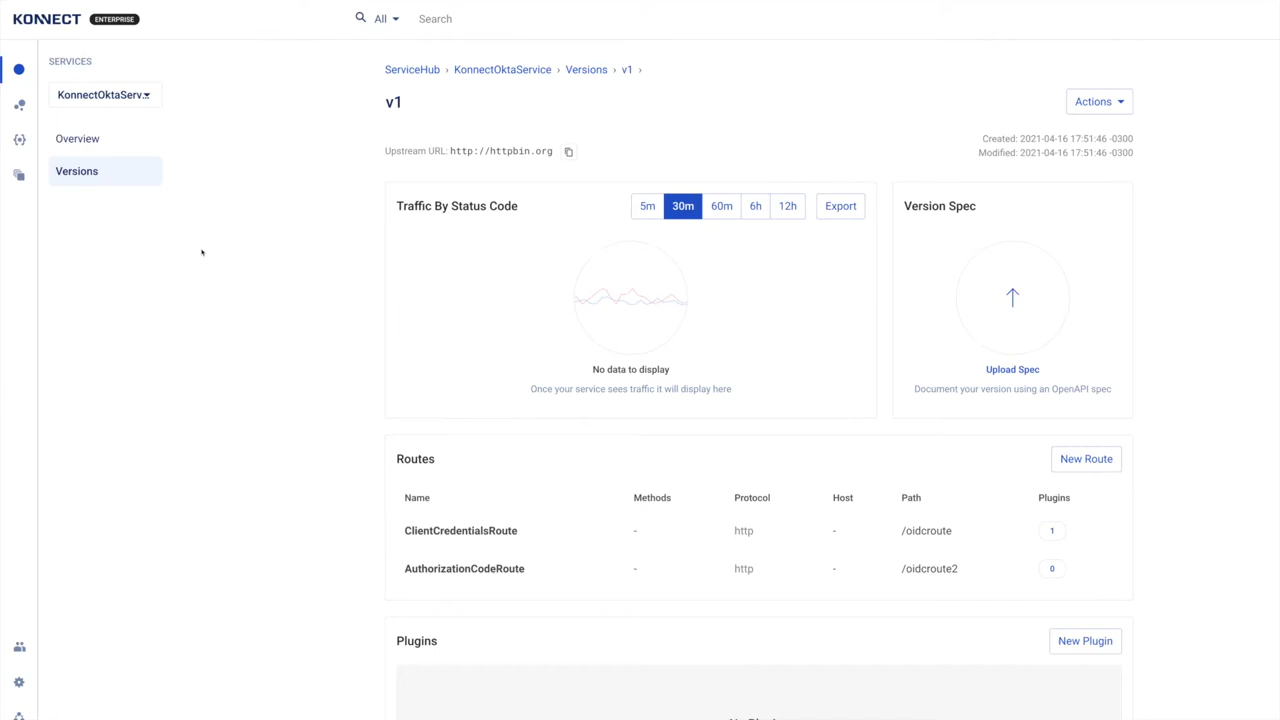 KONNECT ENTERPRISE
All
Search
SERVICES
KonnectOktaServ...
Overview
Versions
ServiceHub › KonnectOktaService › Versions › v1 ›
v1
Actions
Upstream URL: http://httpbin.org
Created: 2021-04-16 17:51:46 -0300
Modified: 2021-04-16 17:51:46 -0300
Traffic By Status Code
5m 30m 60m 6h 12h Export
No data to display
Once your service sees traffic it will display here
Version Spec
Upload Spec
Document your version using an OpenAPI spec
Routes
New Route
Name Methods Protocol Host Path Plugins
ClientCredentialsRoute - http - /oidcroute 1
AuthorizationCodeRoute - http - /oidcroute2 0
Plugins
New Plugin